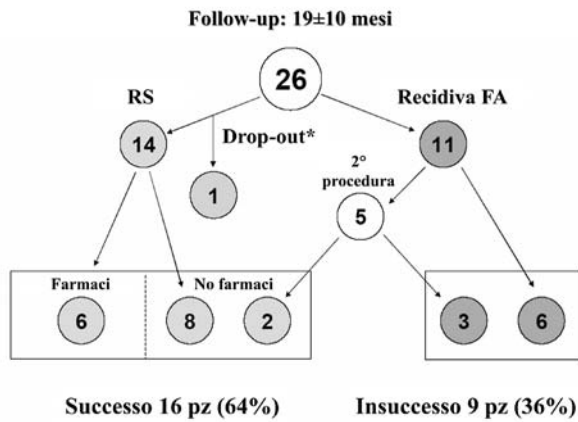 Follow-up: 19±10 mesi
26
RS
Recidiva FA
14
Drop-out*
11
1
2°
procedura
5
Farmaci
No farmaci
6
8
2
3
6
Successo 16 pz (64%)
Insuccesso 9 pz (36%)